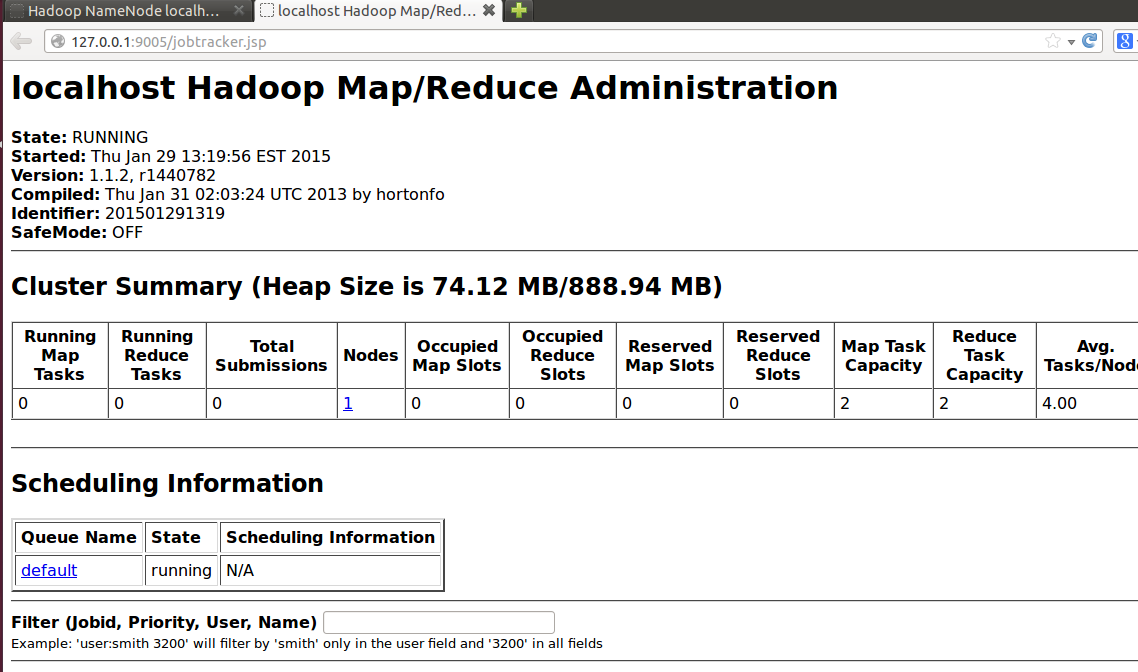 Hadoop NameNode localh... localhost Hadoop Map/Red...
127.0.0.1:9005/jobtracker.jsp 8
localhost Hadoop Map/Reduce Administration
State: RUNNING
Started: Thu Jan 29 13:19:56 EST 2015
Version: 1.1.2, r1440782
Compiled: Thu Jan 31 02:03:24 UTC 2013 by hortonfo
Identifier: 201501291319
SafeMode: OFF
Cluster Summary (Heap Size is 74.12 MB/888.94 MB)
Running Map Tasks Running Reduce Tasks Total Submissions Nodes Occupied Map Slots Occupied Reduce Slots Reserved Map Slots Reserved Reduce Slots Map Task Capacity Reduce Task Capacity Avg. Tasks/Node
0 0 0 1 0 0 0 0 2 2 4.00
Scheduling Information
Queue Name State Scheduling Information
default running N/A
Filter (Jobid, Priority, User, Name)
Example: 'user:smith 3200' will filter by 'smith' only in the user field and '3200' in all fields